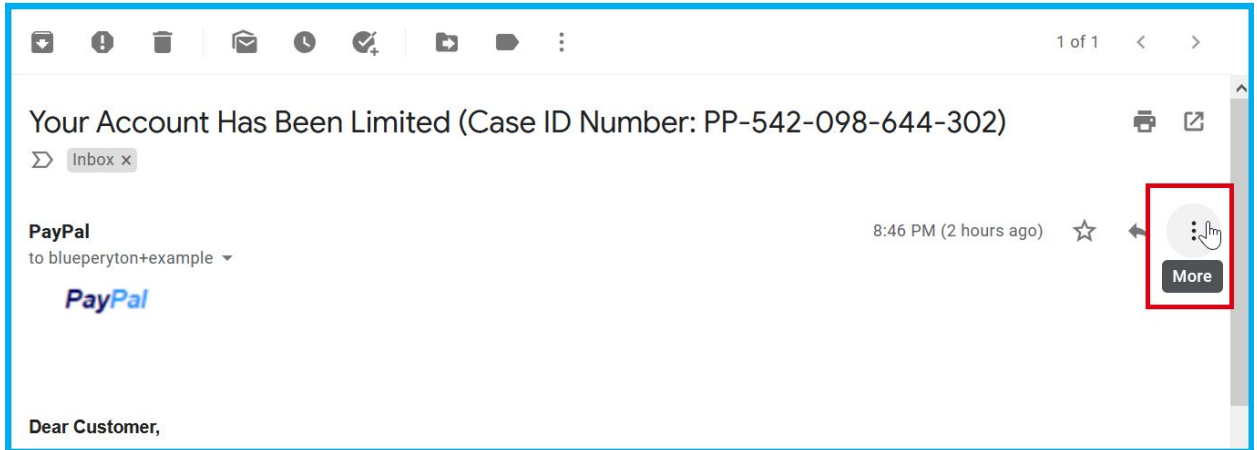 1 of 1
Your Account Has Been Limited (Case ID Number: PP-542-098-644-302)
Inbox x
PayPal
8:46 PM (2 hours ago)
to blueperyton+example
More
PayPal
Dear Customer,